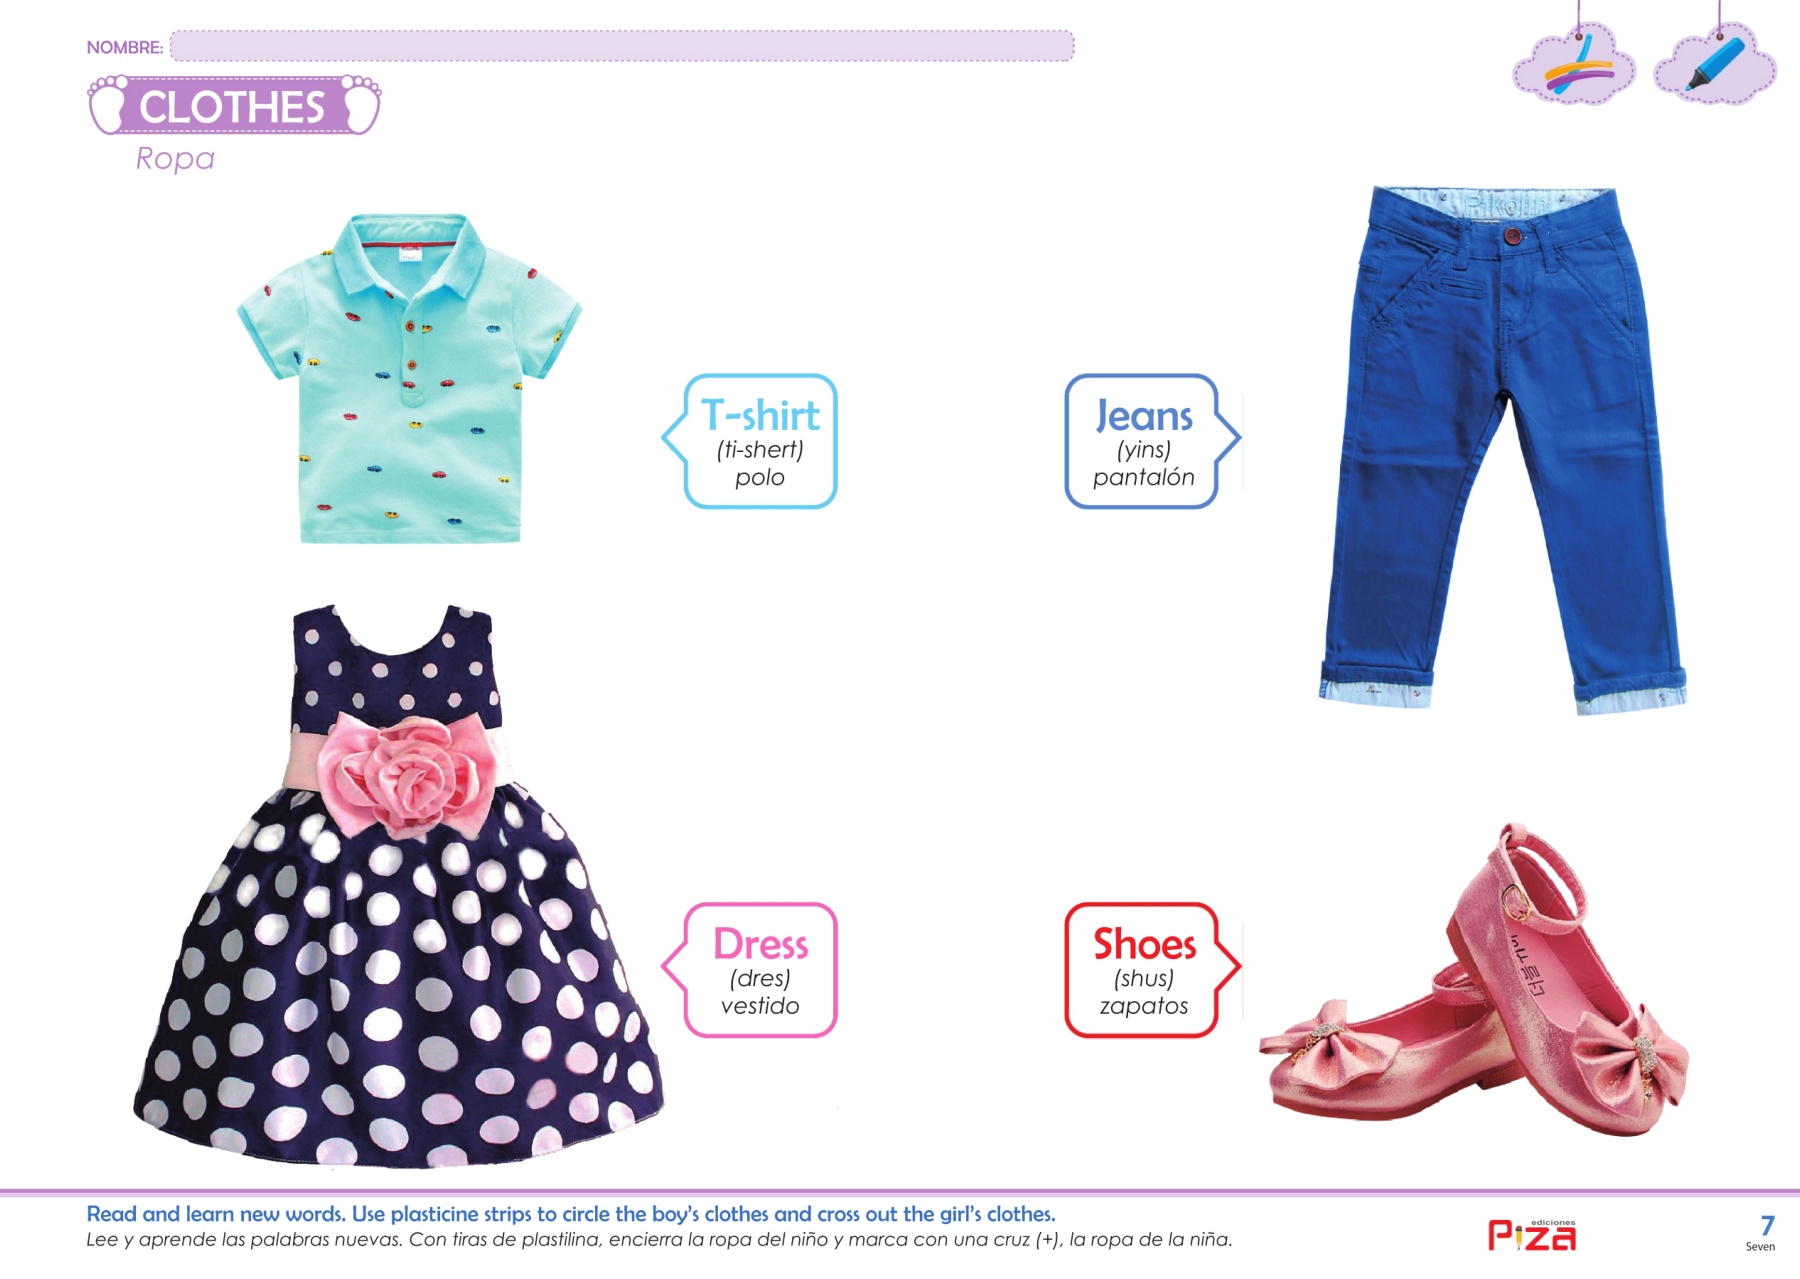 NOMBRE:
CLOTHES
Ropa
Pikolin
T-shirt
(ti-shert)
polo
Jeans
(yins)
pantalón
Dress
(dres)
vestido
Shoes
(shus)
zapatos
Read and learn new words. Use plasticine strips to circle the boy's clothes and cross out the girl's clothes.
Lee y aprende las palabras nuevas. Con tiras de plastilina, encierra la ropa del niño y marca con una cruz (+), la ropa de la niña.
ediciones
Piza
7
Seven